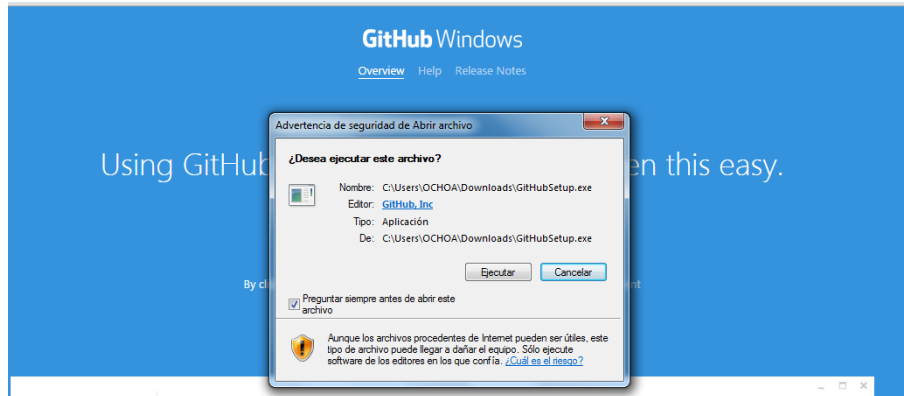 GitHub Windows
Overview Help Release Notes
Advertencia de seguridad de Abrir archivo
¿Desea ejecutar este archivo?
Using GitHub en this easy.
Nombre: C:\Users\OCHOA\Downloads\GitHubSetup.exe
Editor: GitHub, Inc
Tipo: Aplicación
De: C:\Users\OCHOA\Downloads\GitHubSetup.exe
Ejecutar Cancelar
By cli nt
Preguntar siempre antes de abrir este
archivo
Aunque los archivos procedentes de Internet pueden ser útiles, este
tipo de archivo puede llegar a dañar el equipo. Sólo ejecute
software de los editores en los que confía. ¿Cuál es el riesgo?